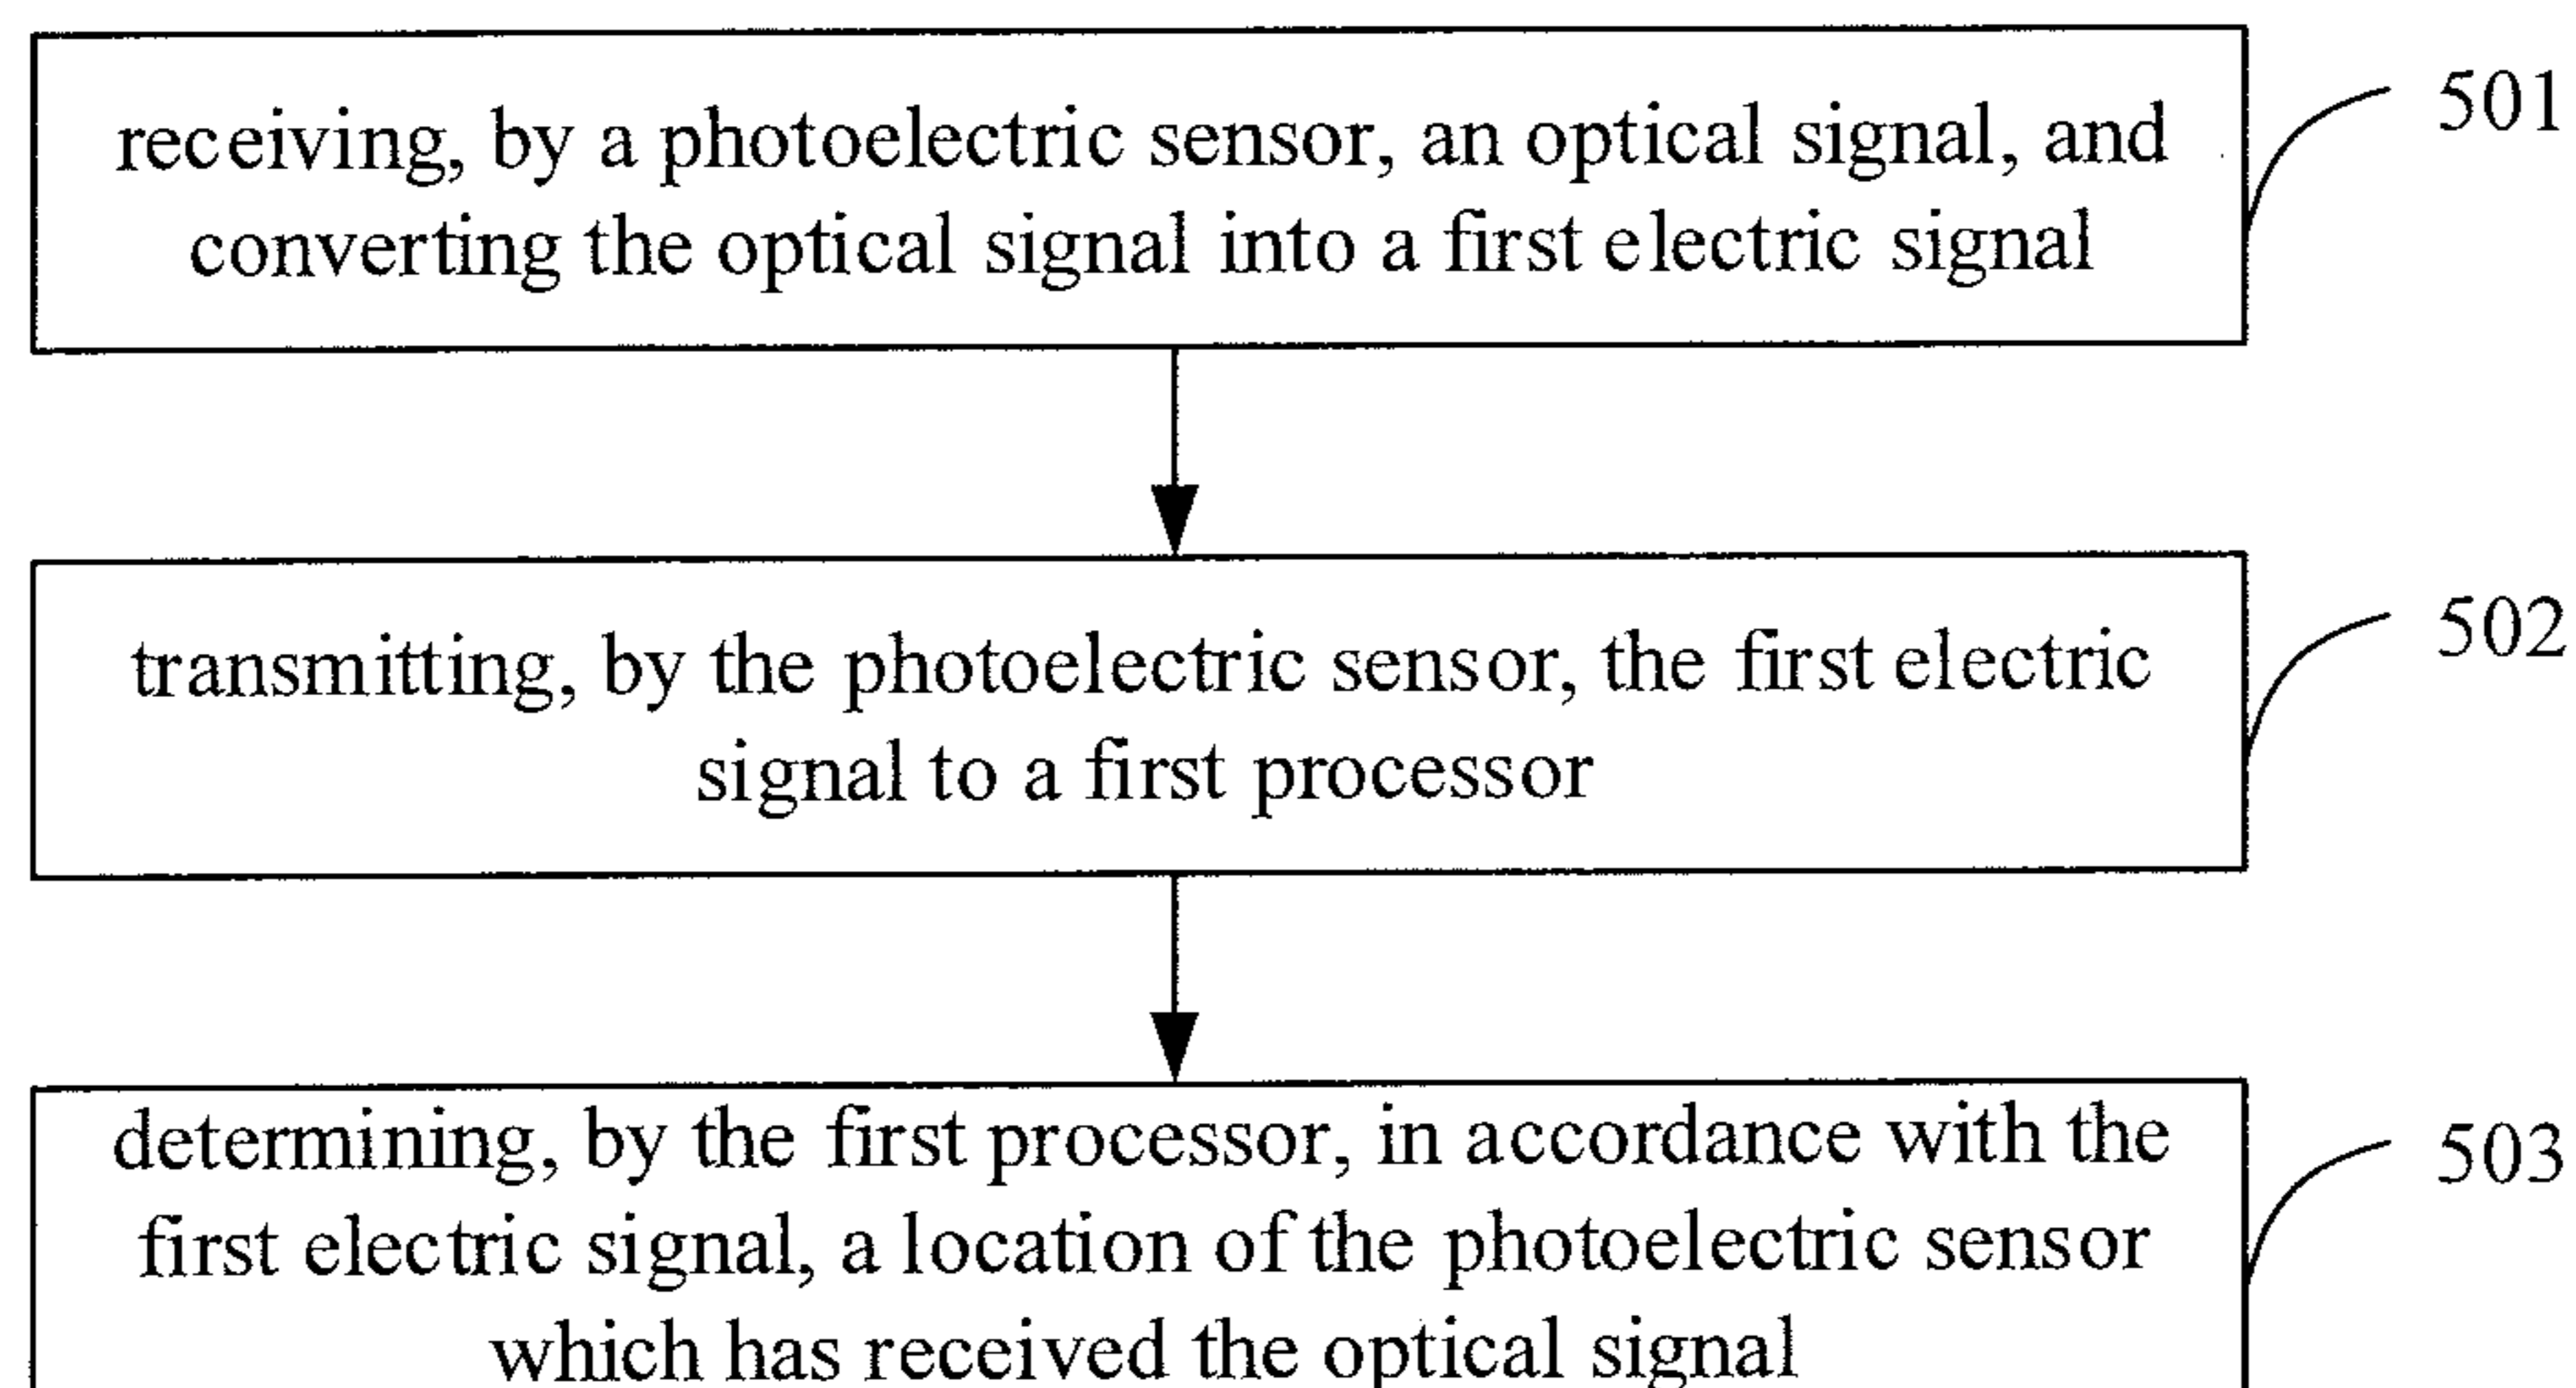 receiving, by a photoelectric sensor, an optical signal, and
converting the optical signal into a first electric signal
501
transmitting, by the photoelectric sensor, the first electric
signal to a first processor
502
determining, by the first processor, in accordance with the
first electric signal, a location of the photoelectric sensor
which has received the optical signal
503